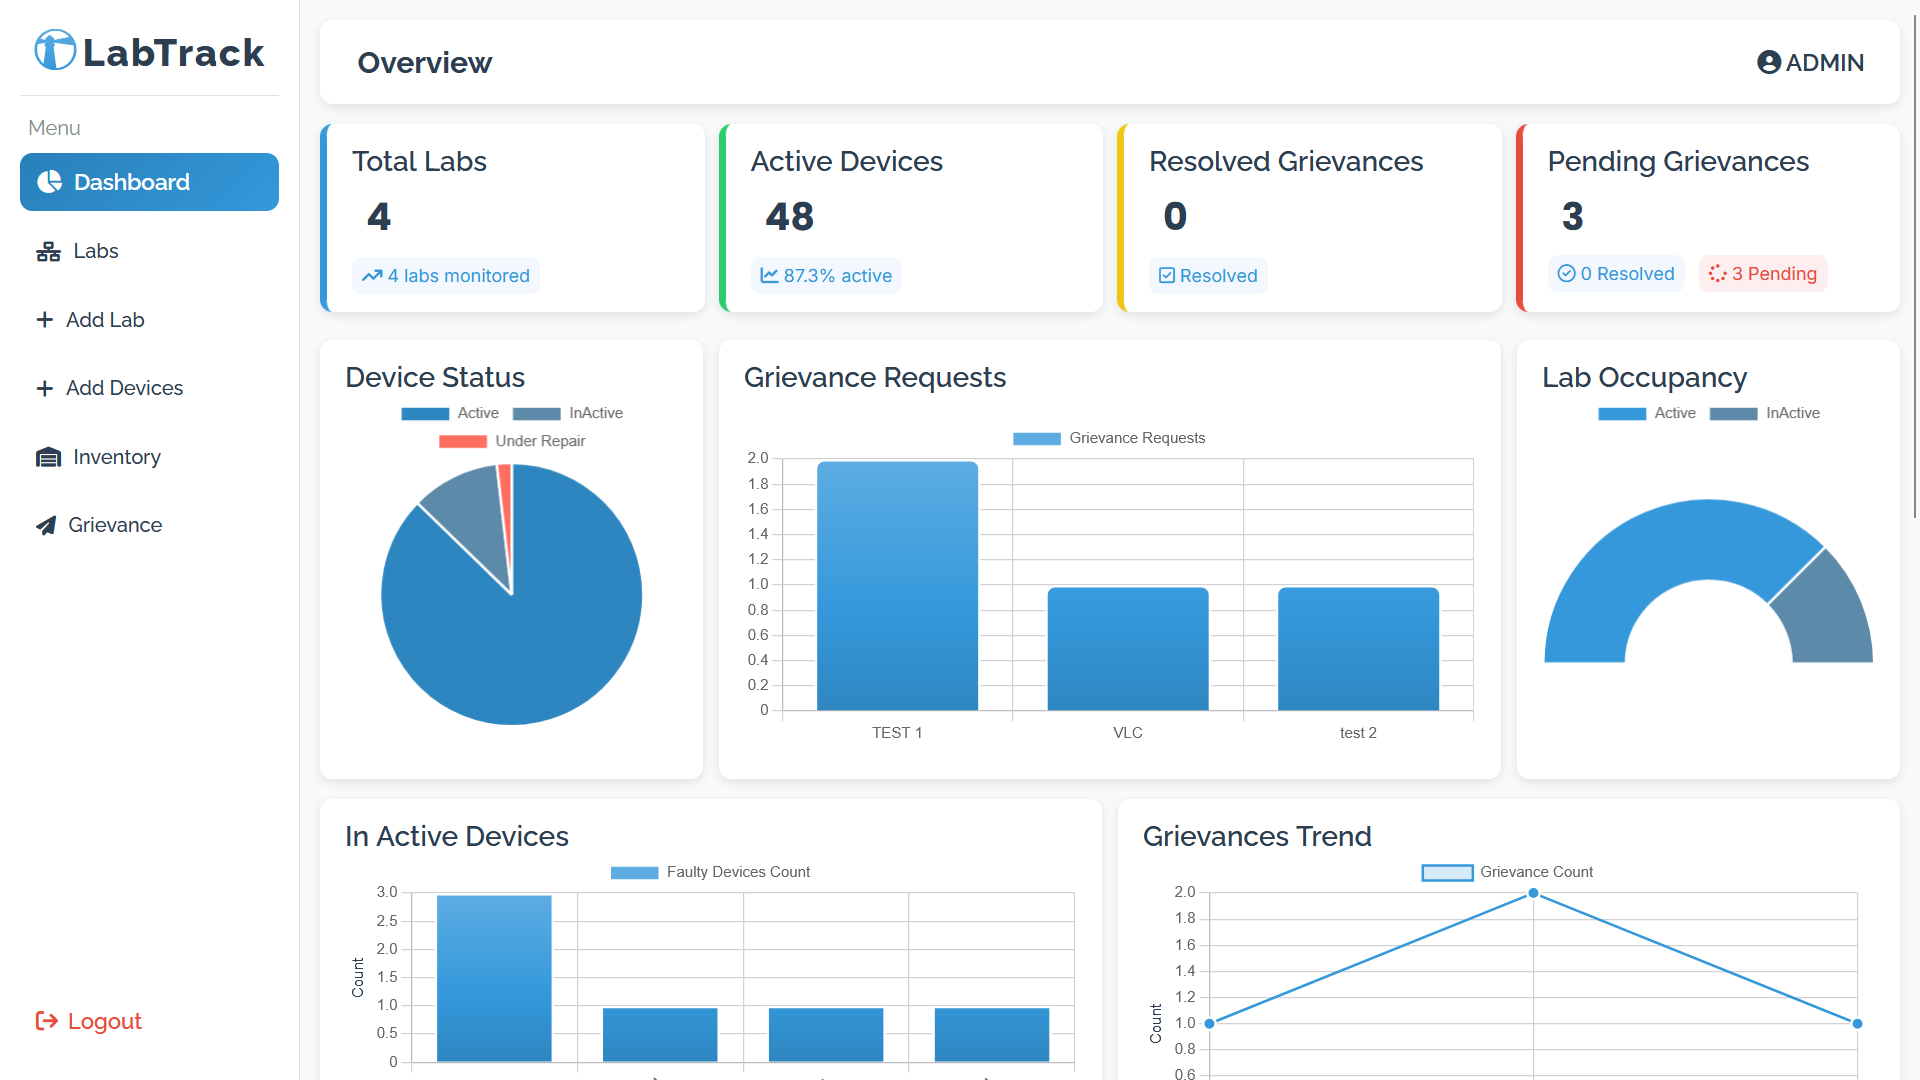 LabTrack
Menu
Dashboard
Labs
Add Lab
Add Devices
Inventory
Grievance
Logout
Overview
ADMIN
Total Labs
4
4 labs monitored
Active Devices
48
87.3% active
Resolved Grievances
0
Resolved
Pending Grievances
3
0 Resolved
3 Pending
Device Status
Active
InActive
Under Repair
Grievance Requests
Grievance Requests
2.0
1.8
1.6
1.4
1.2
1.0
0.8
0.6
0.4
0.2
0
TEST 1
VLC
test 2
Lab Occupancy
Active
InActive
In Active Devices
Faulty Devices Count
Count
3.0
2.5
2.0
1.5
1.0
0.5
0
Grievances Trend
Grievance Count
Count
2.0
1.8
1.6
1.4
1.2
1.0
0.8
0.6